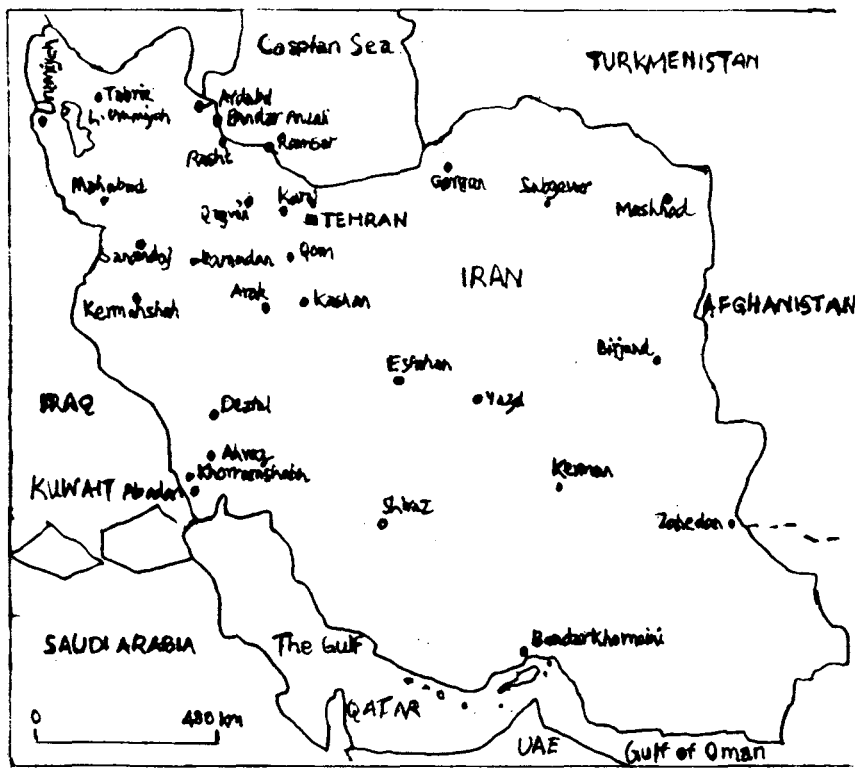 Caspian Sea
TURKMENISTAN
Urumiyeh
Tabriz
Ardabil
L. Urumiyeh
Bandar Anzali
Rasht
Ramsar
Mahabad
Gorgan
Sabzevar
Mashhad
Qazvin
Karaj
TEHRAN
Sanandaj
Hamadan
Qom
IRAN
Kermanshah
Arak
Kashan
AFGHANISTAN
Birjand
Esfahan
IRAQ
Dezful
Yazd
Ahvaz
Khorramshahr
KUWAIT
Abadan
Kerman
Shiraz
Zahedan
SAUDI ARABIA
The Gulf
Bandar Khomeini
0
480 km
QATAR
UAE
Gulf of Oman